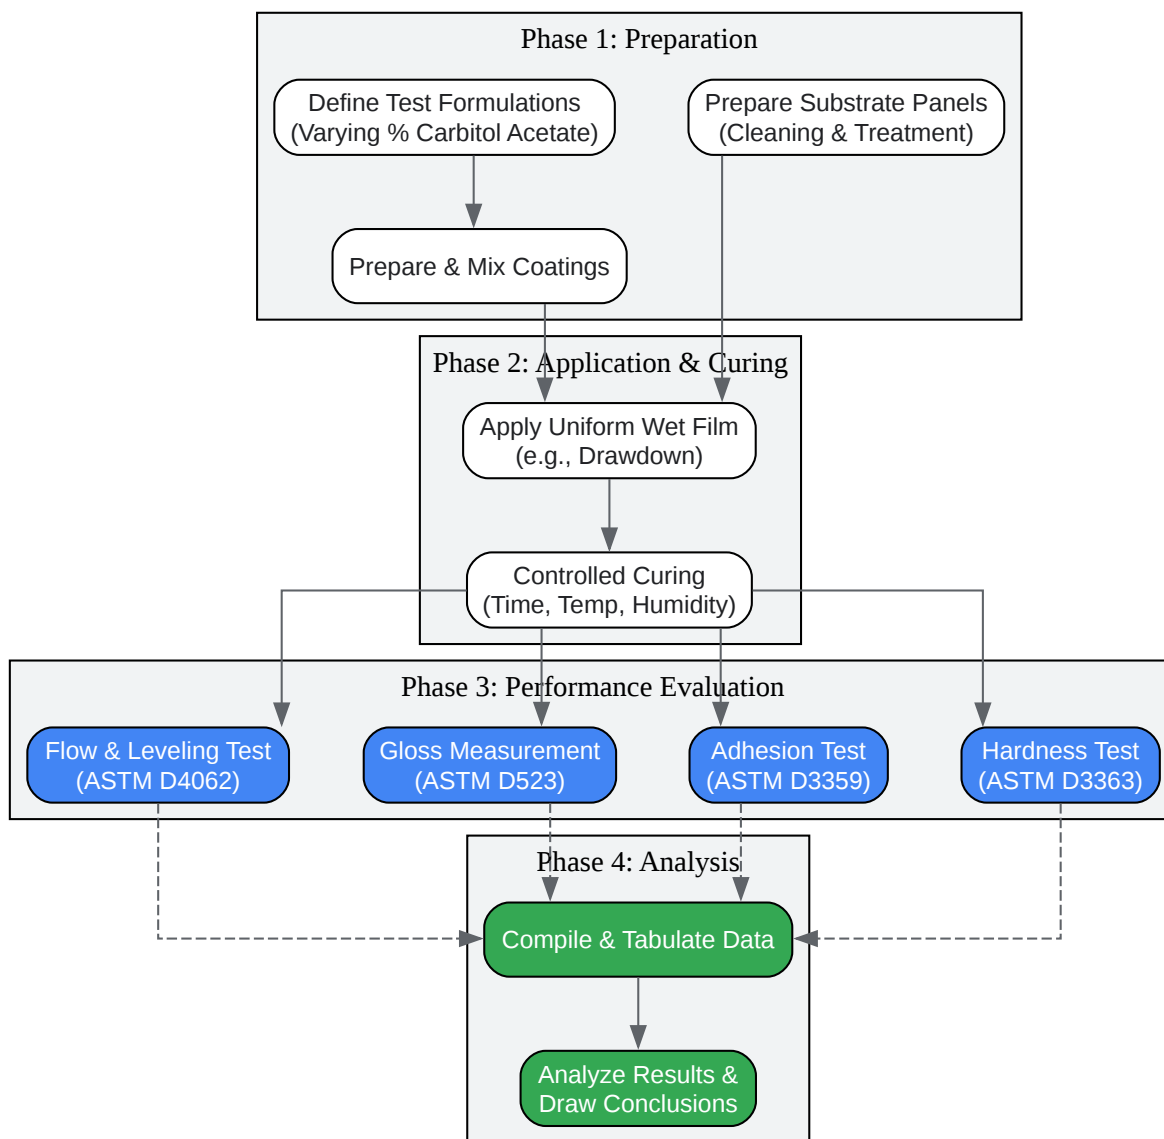 Phase 1: Preparation
Define Test Formulations
(Varying % Carbitol Acetate)
Prepare Substrate Panels
(Cleaning & Treatment)
Prepare & Mix Coatings
Phase 2: Application & Curing
Apply Uniform Wet Film
(e.g., Drawdown)
Controlled Curing
(Time, Temp, Humidity)
Phase 3: Performance Evaluation
Flow & Leveling Test
(ASTM D4062)
Gloss Measurement
(ASTM D523)
Adhesion Test
(ASTM D3359)
Hardness Test
(ASTM D3363)
Phase 4: Analysis
Compile & Tabulate Data
Analyze Results &
Draw Conclusions